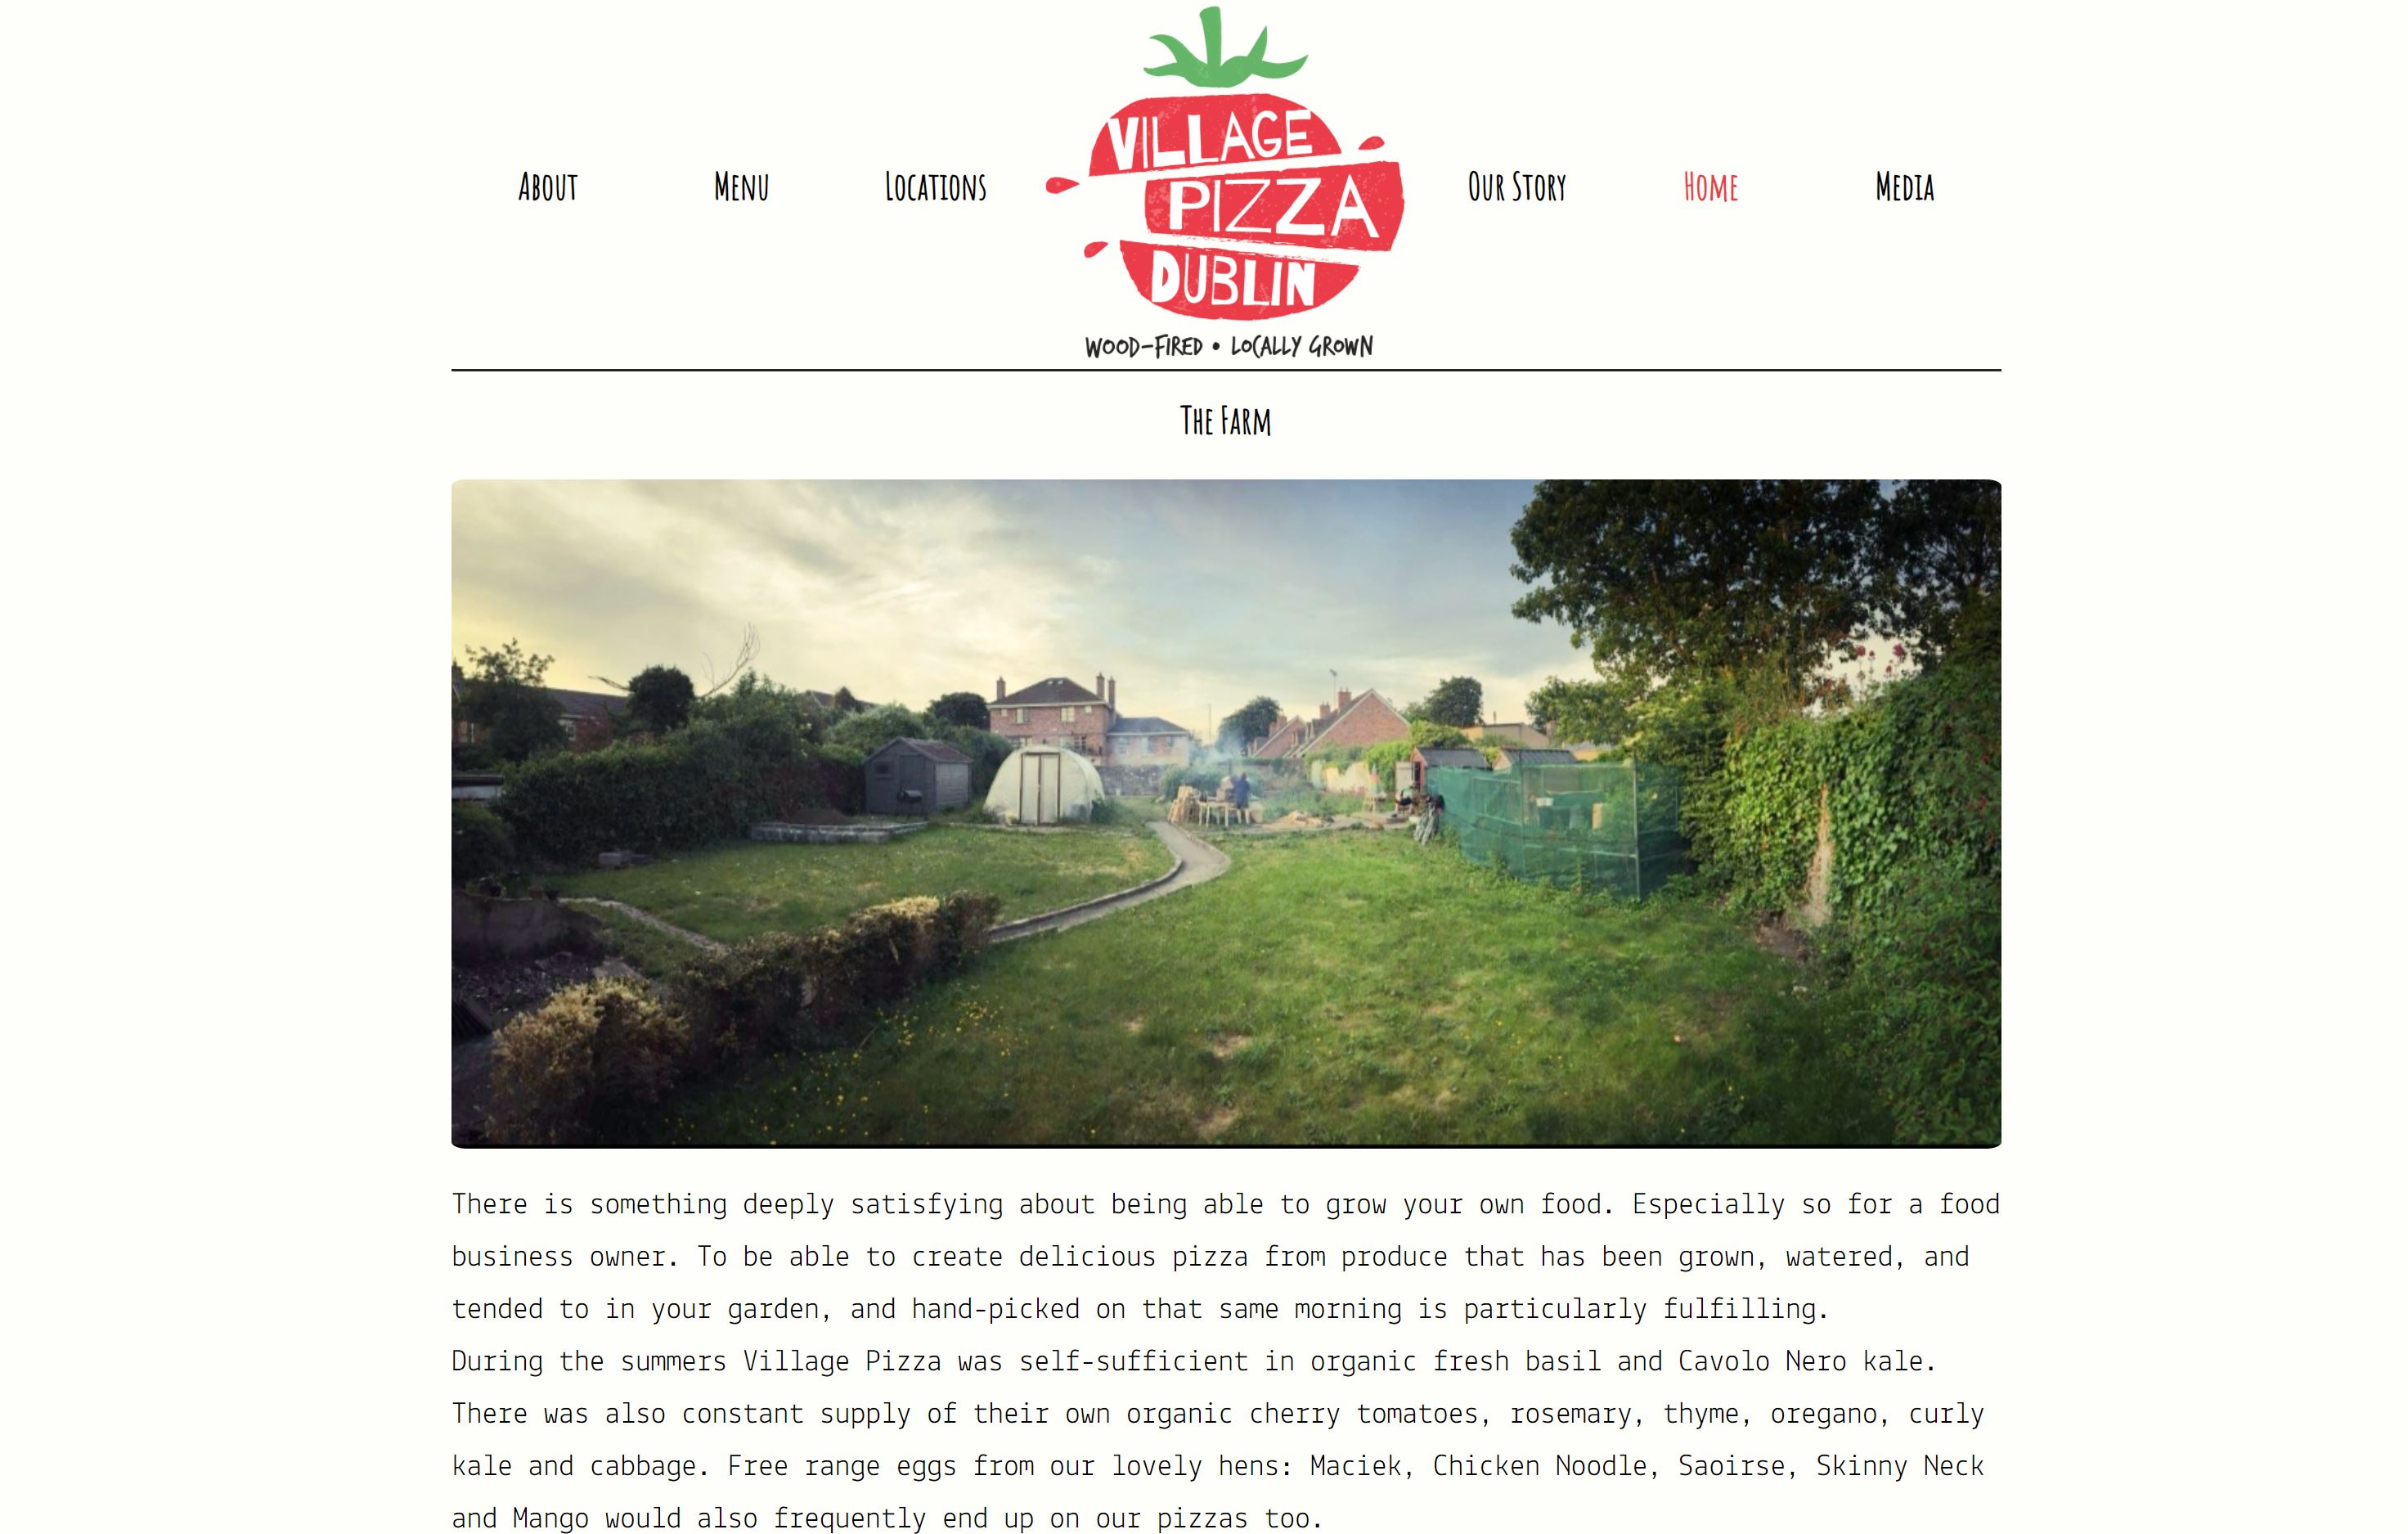 About
Menu
Locations
VILLAGE
PIZZA
DUBLIN
WOOD-FIRED • LOCALLY GROWN
Our Story
Home
Media
The Farm
There is something deeply satisfying about being able to grow your own food. Especially so for a food
business owner. To be able to create delicious pizza from produce that has been grown, watered, and
tended to in your garden, and hand-picked on that same morning is particularly fulfilling.
During the summers Village Pizza was self-sufficient in organic fresh basil and Cavolo Nero kale.
There was also constant supply of their own organic cherry tomatoes, rosemary, thyme, oregano, curly
kale and cabbage. Free range eggs from our lovely hens: Maciek, Chicken Noodle, Saoirse, Skinny Neck
and Mango would also frequently end up on our pizzas too.